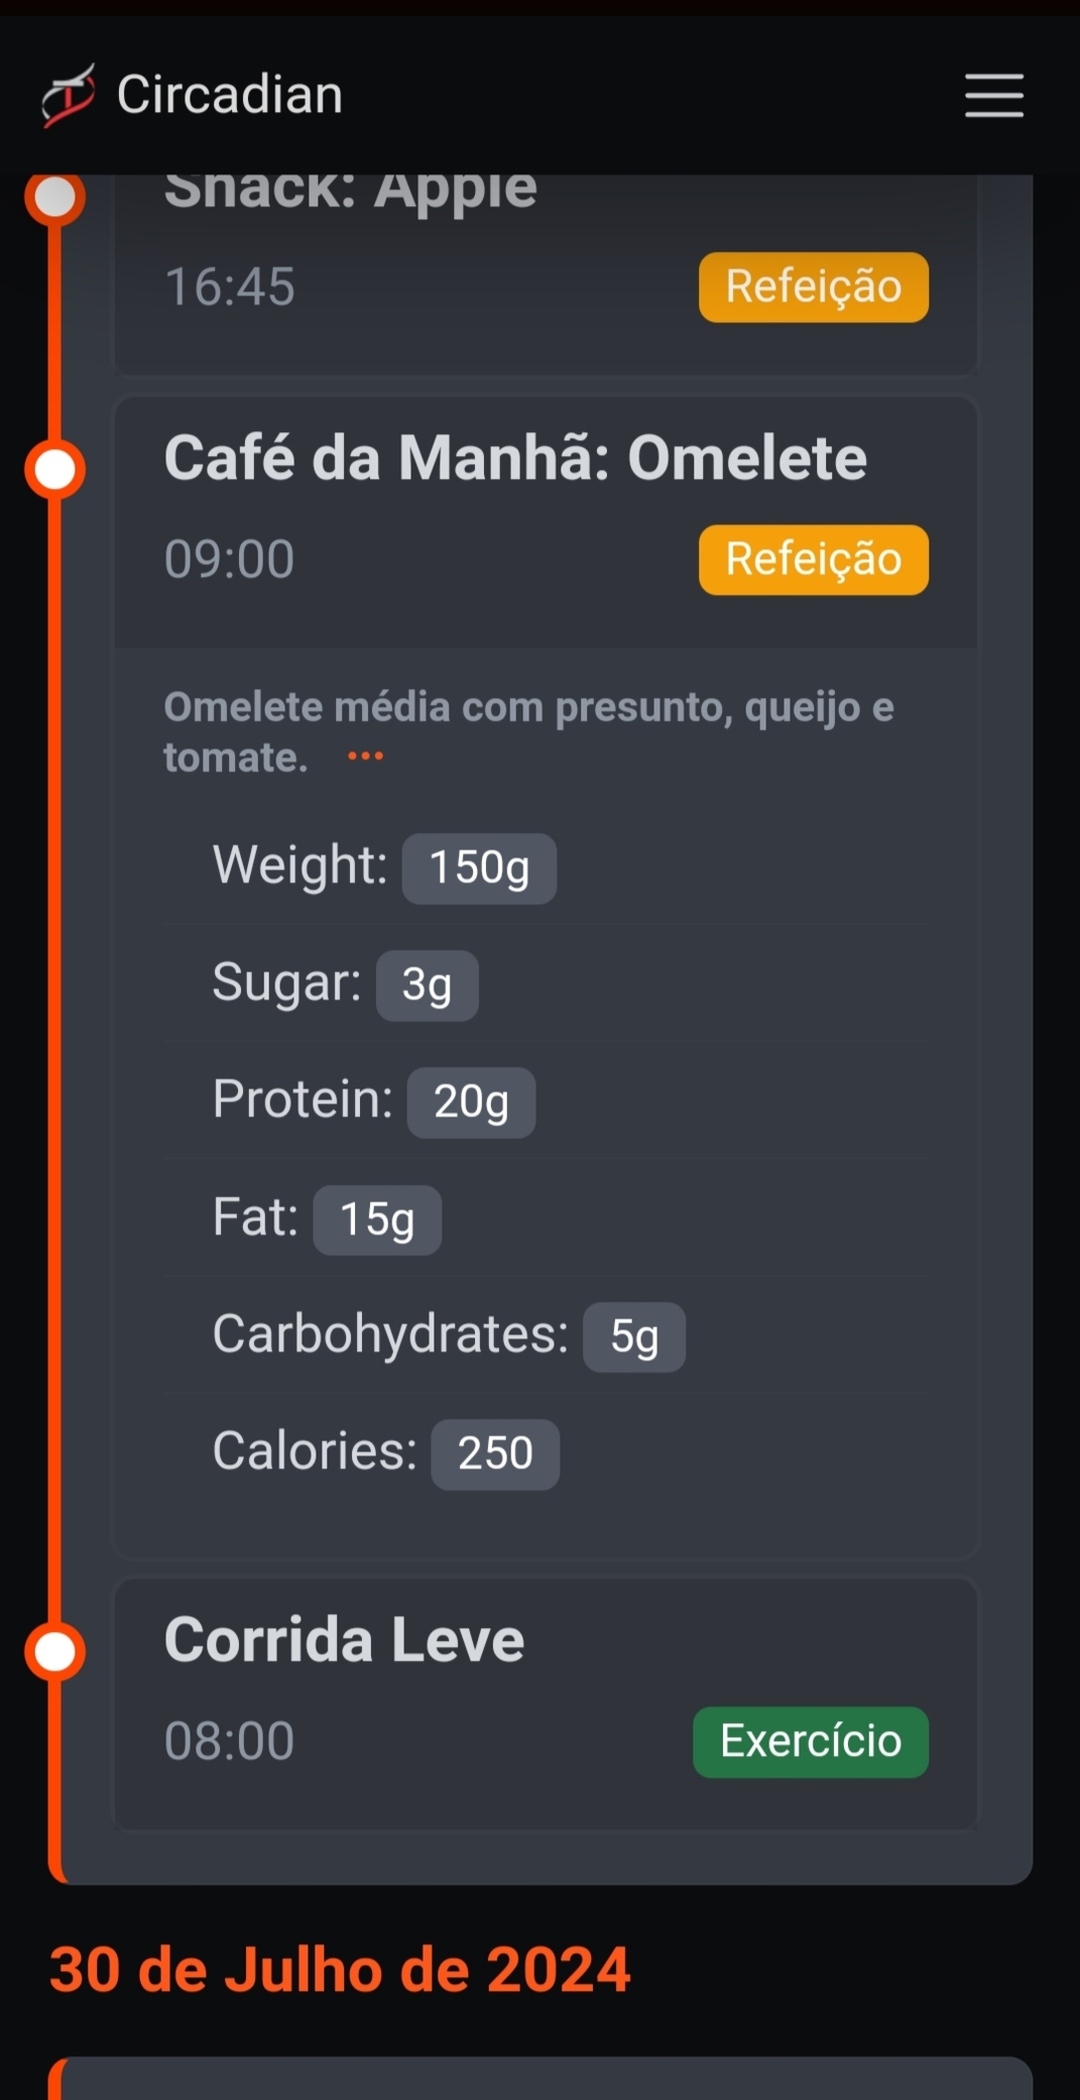 Circadian
Snack: Apple
16:45
Refeição
Café da Manhã: Omelete
09:00
Refeição
Omelete média com presunto, queijo e
tomate. •••
Weight: 150g
Sugar: 3g
Protein: 20g
Fat: 15g
Carbohydrates: 5g
Calories: 250
Corrida Leve
08:00
Exercício
30 de Julho de 2024